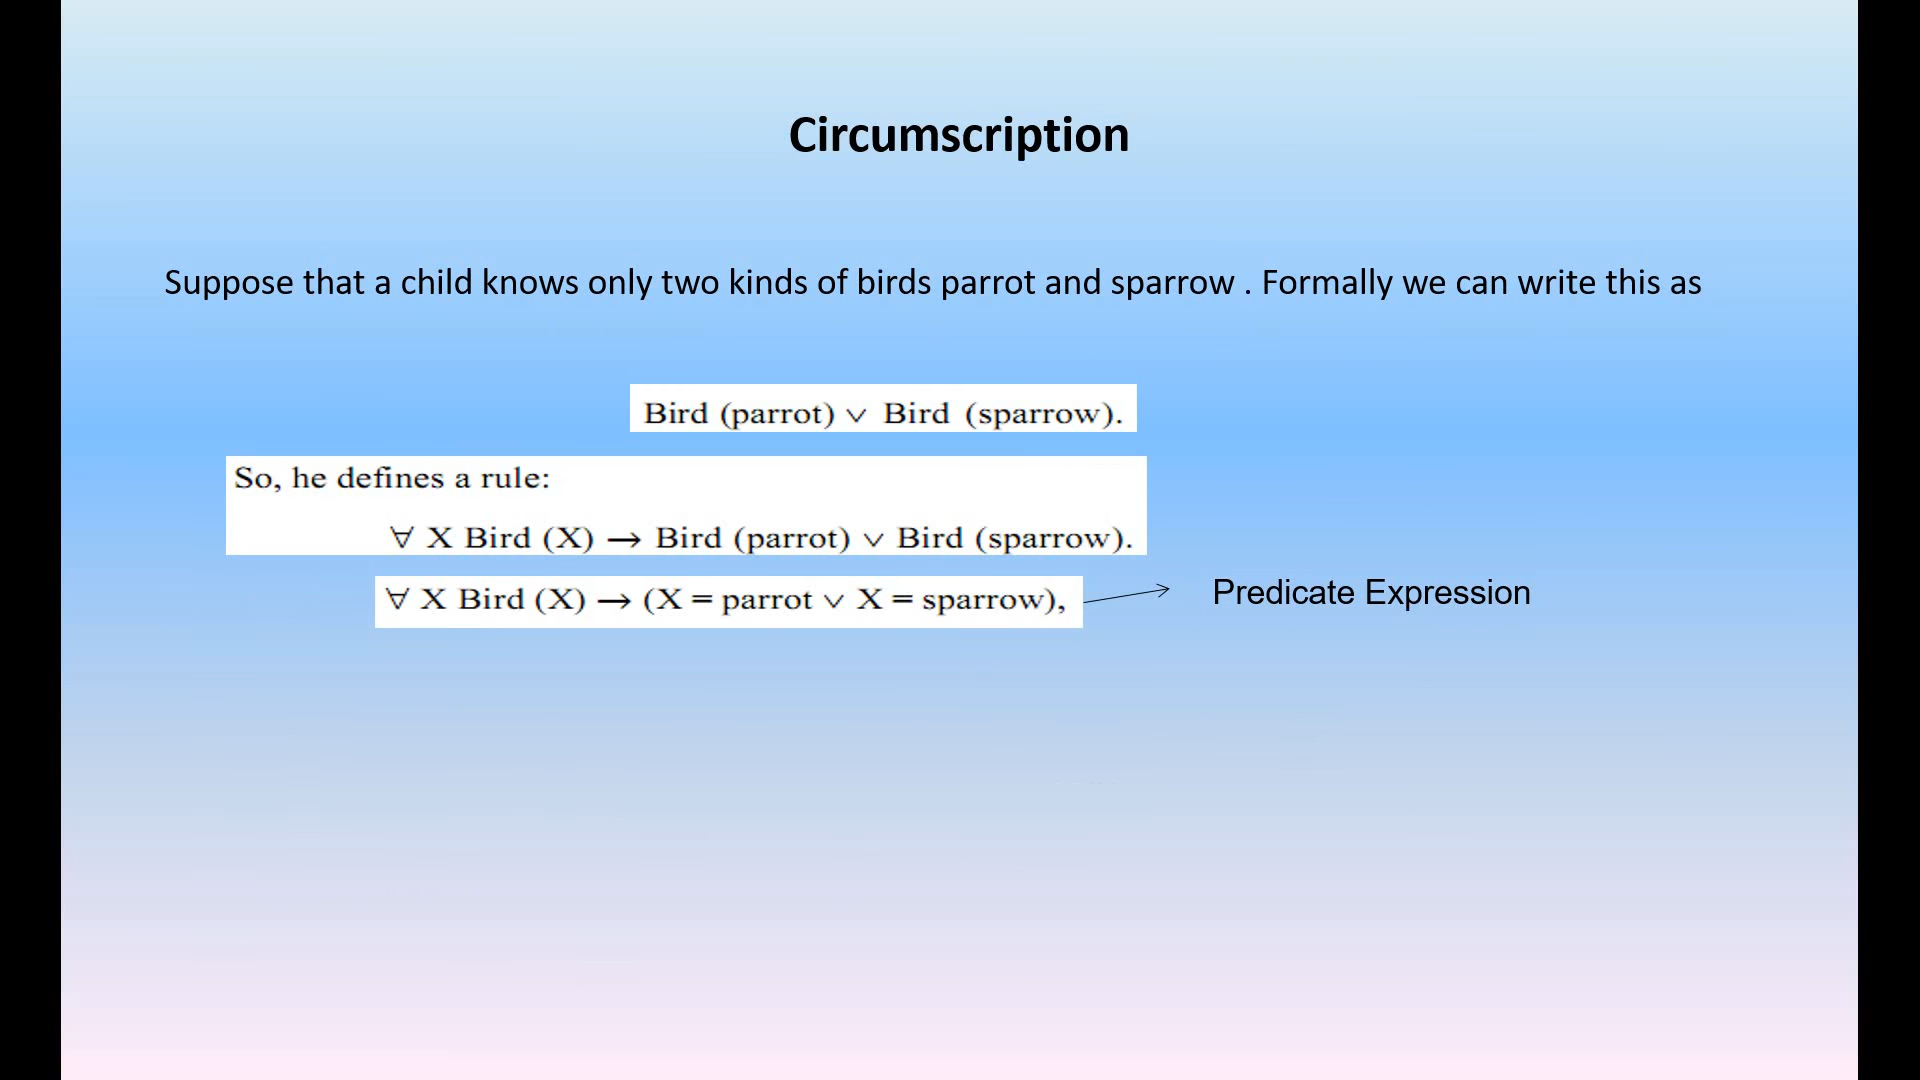 Circumscription
Suppose that a child knows only two kinds of birds parrot and sparrow . Formally we can write this as
Bird (parrot) ∨ Bird (sparrow).
So, he defines a rule:
∀ X Bird (X) → Bird (parrot) ∨ Bird (sparrow).
∀ X Bird (X) → (X = parrot ∨ X = sparrow),
Predicate Expression